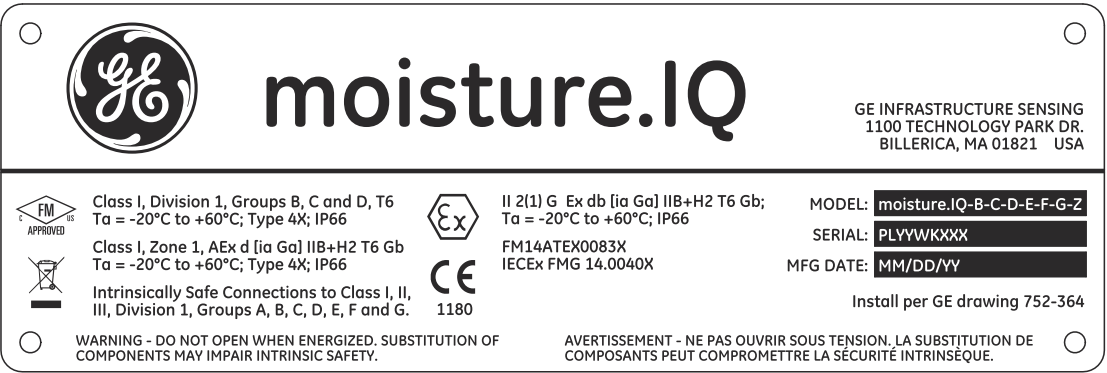 GE
moisture.IQ
GE INFRASTRUCTURE SENSING
1100 TECHNOLOGY PARK DR.
BILLERICA, MA 01821 USA
FM
C US
APPROVED
Class I, Division 1, Groups B, C and D, T6
Ta = -20°C to +60°C; Type 4X; IP66
Class I, Zone 1, AEx d [ia Ga] IIB+H2 T6 Gb
Ta = -20°C to +60°C; Type 4X; IP66
Intrinsically Safe Connections to Class I, II,
III, Division 1, Groups A, B, C, D, E, F and G.
Ex
CE
1180
II 2(1) G Ex db [ia Ga] IIB+H2 T6 Gb;
Ta = -20°C to +60°C; IP66
FM14ATEX0083X
IECEx FMG 14.0040X
MODEL: moisture.IQ-B-C-D-E-F-G-Z
SERIAL: PLYYWKXXX
MFG DATE: MM/DD/YY
Install per GE drawing 752-364
WARNING - DO NOT OPEN WHEN ENERGIZED. SUBSTITUTION OF
COMPONENTS MAY IMPAIR INTRINSIC SAFETY.
AVERTISSEMENT - NE PAS OUVRIR SOUS TENSION. LA SUBSTITUTION DE
COMPOSANTS PEUT COMPROMETTRE LA SÉCURITÉ INTRINSÈQUE.